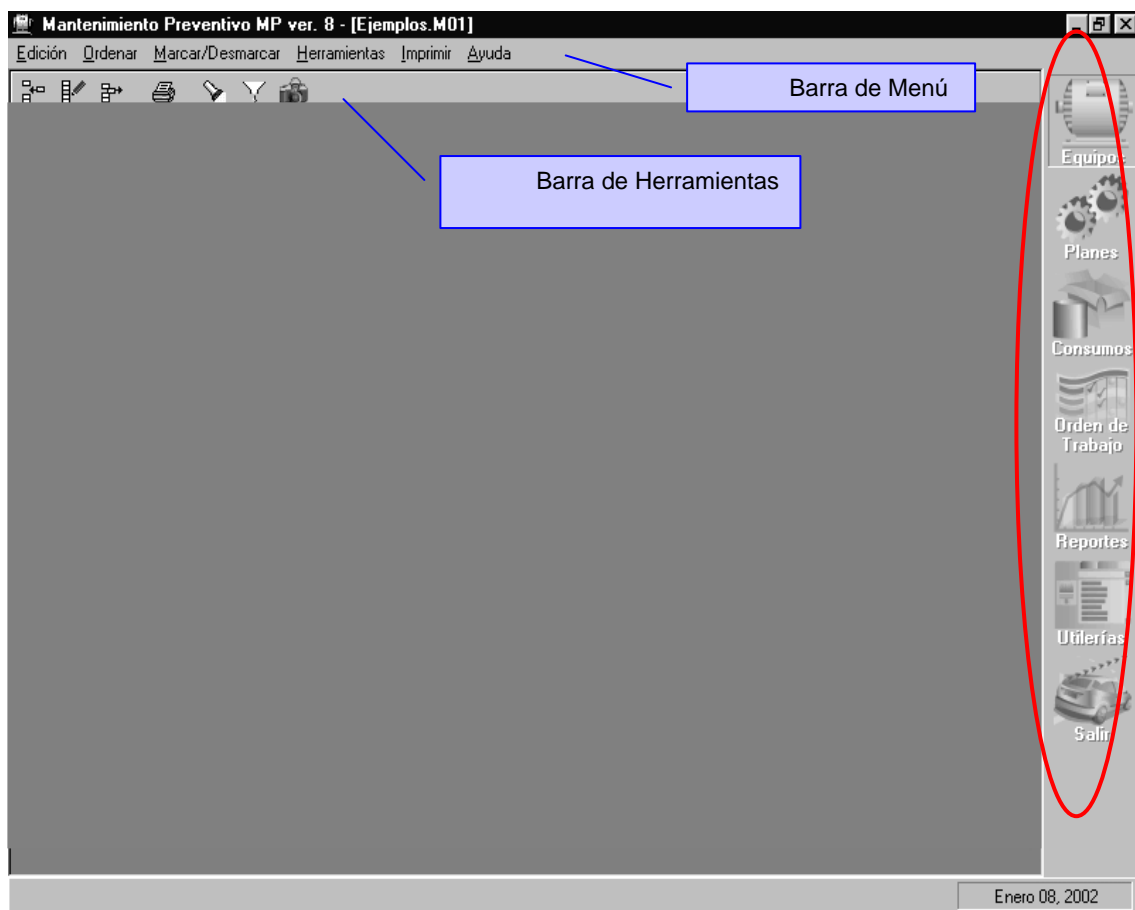 Mantenimiento Preventivo MP ver. 8 - [Ejemplos.M01]
Edición Ordenar Marcar/Desmarcar Herramientas Imprimir Ayuda
Barra de Menú
Barra de Herramientas
Equipos
Planes
Consumos
Orden de
Trabajo
Reportes
Utilerías
Salir
Enero 08, 2002